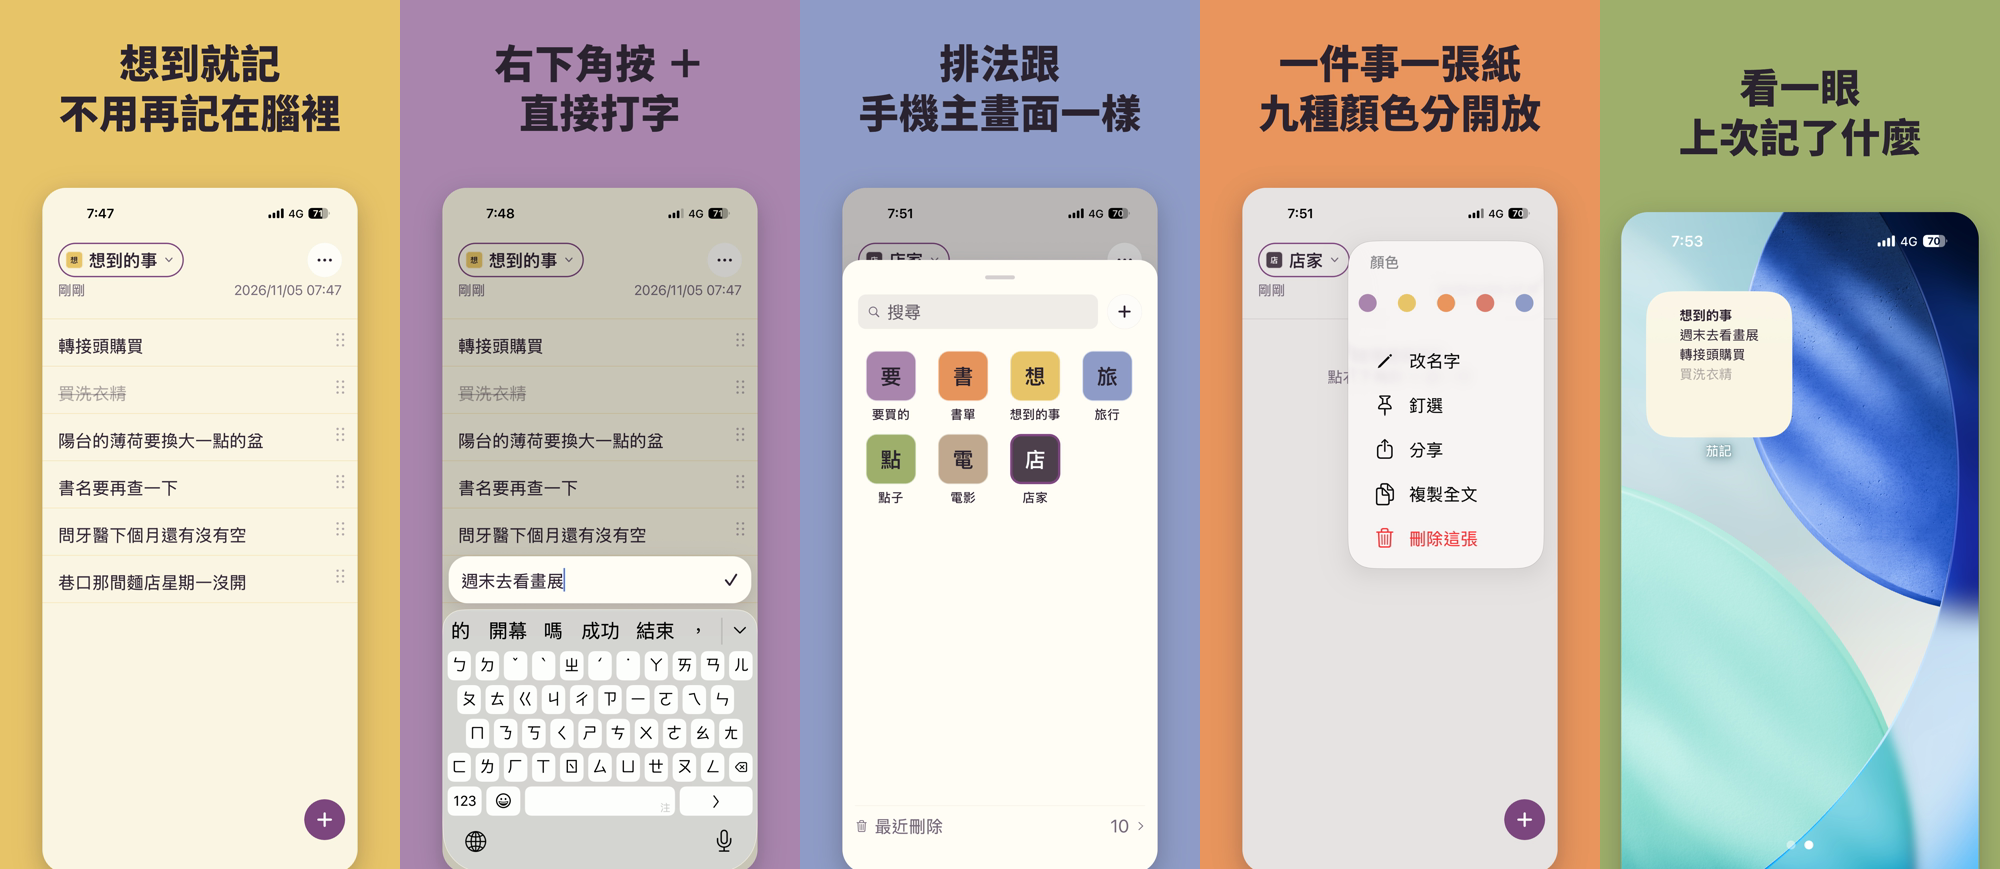 想到就記
不用再記在腦裡
7:47
4G 71
想 想到的事
剛剛
2026/11/05 07:47
轉接頭購買
買洗衣精
陽台的薄荷要換大一點的盆
書名要再查一下
問牙醫下個月還有沒有空
巷口那間麵店星期一沒開
右下角按 +
直接打字
7:48
4G 71
想 想到的事
剛剛
2026/11/05 07:47
轉接頭購買
買洗衣精
陽台的薄荷要換大一點的盆
書名要再查一下
問牙醫下個月還有沒有空
週末去看畫展
的 開幕 嗎 成功 結束 ，
ㄅ ㄉ ˇ ˋ ㄓ ˊ ˙ ㄚ ㄞ ㄢ ㄦ
ㄆ ㄊ ㄍ ㄐ ㄔ ㄗ ㄧ ㄛ ㄟ ㄣ
ㄇ ㄋ ㄎ ㄑ ㄕ ㄘ ㄨ ㄜ ㄠ ㄤ
ㄈ ㄌ ㄏ ㄒ ㄖ ㄙ ㄩ ㄝ ㄡ ㄥ
123
注
排法跟
手機主畫面一樣
7:51
4G 70
店 店家
搜尋
要 書 想 旅
要買的 書單 想到的事 旅行
點 電 店
點子 電影 店家
最近刪除 10
一件事一張紙
九種顏色分開放
7:51
4G 70
店 店家
剛剛
顏色
改名字
點
釘選
分享
複製全文
刪除這張
看一眼
上次記了什麼
7:53
4G 70
想到的事
週末去看畫展
轉接頭購買
買洗衣精
茄記